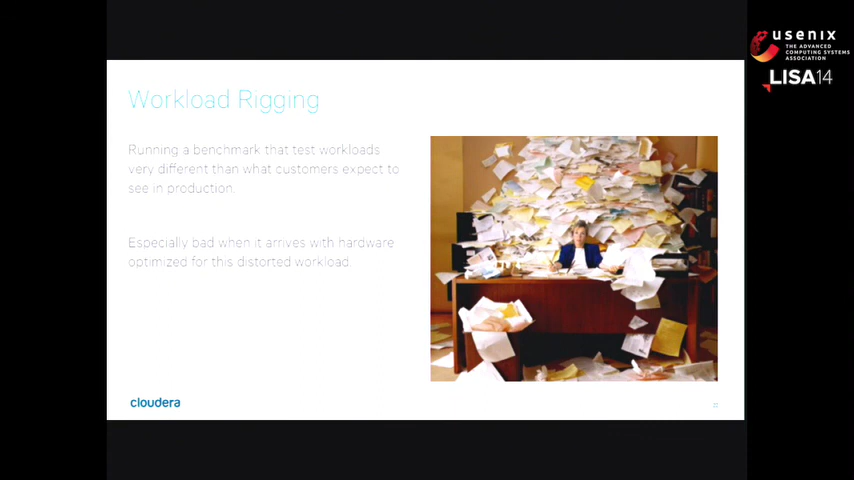 usenix
THE ADVANCED
COMPUTING SYSTEMS
ASSOCIATION
LISA14
Workload Rigging
Running a benchmark that test workloads
very different than what customers expect to
see in production.
Especially bad when it arrives with hardware
optimized for this distorted workload.
cloudera